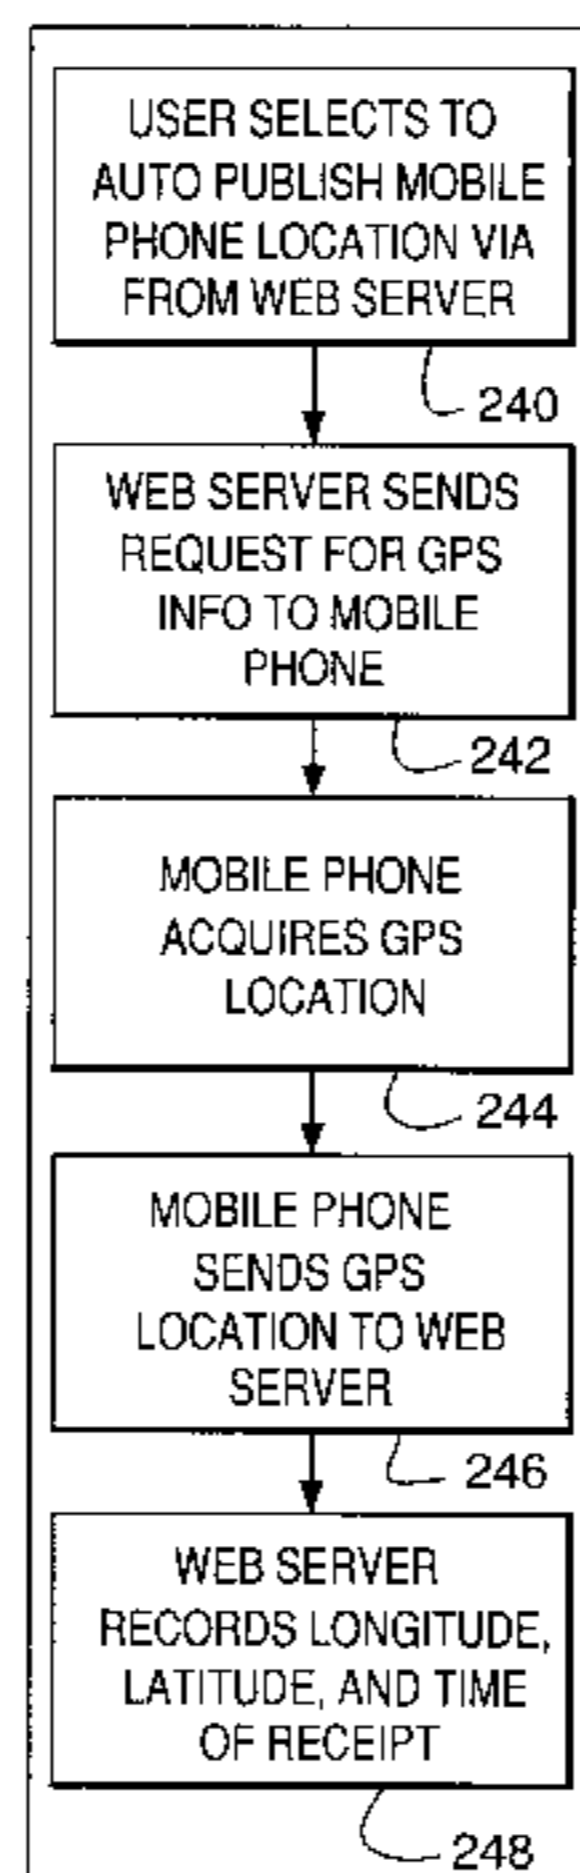 USER SELECTS TO
AUTO PUBLISH MOBILE
PHONE LOCATION VIA
FROM WEB SERVER
240
WEB SERVER SENDS
REQUEST FOR GPS
INFO TO MOBILE
PHONE
242
MOBILE PHONE
ACQUIRES GPS
LOCATION
244
MOBILE PHONE
SENDS GPS
LOCATION TO WEB
SERVER
246
WEB SERVER
RECORDS LONGITUDE,
LATITUDE, AND TIME
OF RECEIPT
248